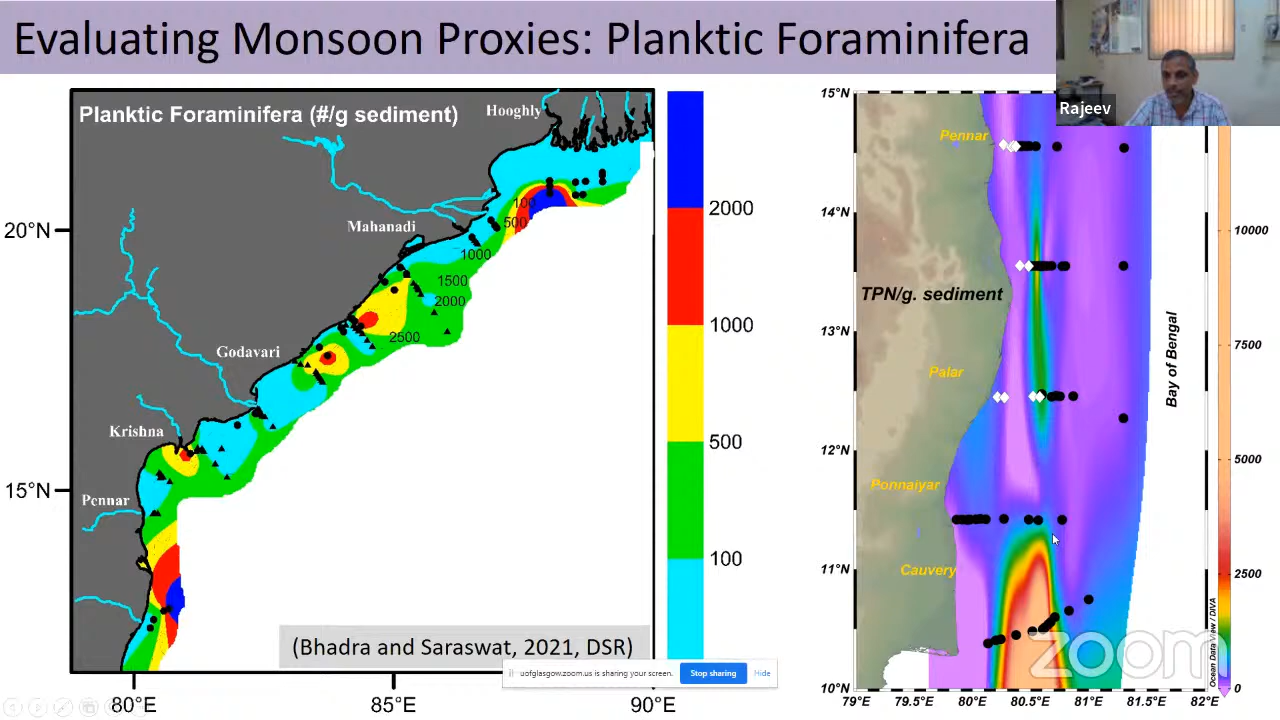 Evaluating Monsoon Proxies: Planktic Foraminifera
Rajeev
Planktic Foraminifera (#/g sediment)
Hooghly
Mahanadi
Godavari
Krishna
Pennar
100
500
1000
1500
2000
2500
20°N
15°N
80°E
85°E
90°E
2000
1000
500
100
(Bhadra and Saraswat, 2021, DSR)
uofglasgow.zoom.us is sharing your screen.
Stop sharing
Hide
15°N
14°N
13°N
12°N
11°N
10°N
Pennar
TPN/g. sediment
Palar
Ponnaiyar
Cauvery
Bay of Bengal
79°E
79.5°E
80°E
80.5°E
81°E
81.5°E
82°E
10000
7500
5000
2500
0
Ocean Data View / DIVA
zoom